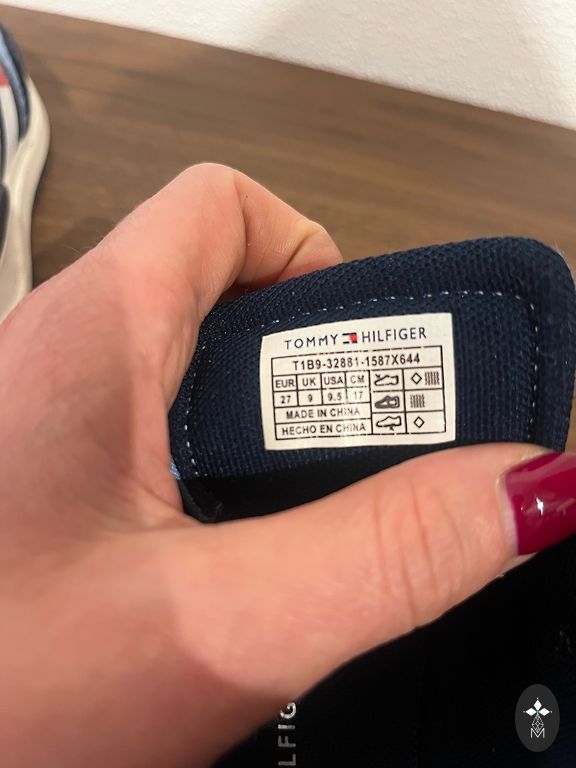 TOMMY HILFIGER
T1B9-32881-1587X644
EUR UK USA CM
27 9 9.5 17
MADE IN CHINA
HECHO EN CHINA
LFIG
M